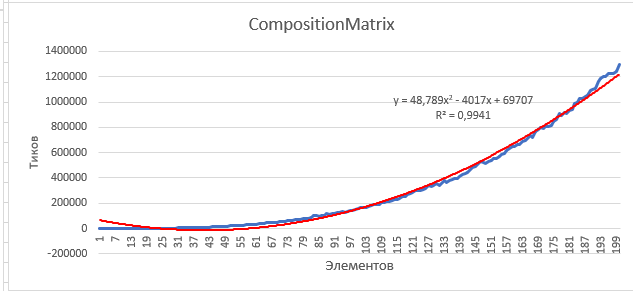 CompositionMatrix
Тиков
1400000
1200000
1000000
800000
600000
400000
200000
0
-200000
y = 48,789x² - 4017x + 69707
R² = 0,9941
1 7 13 19 25 31 37 43 49 55 61 67 73 79 85 91 97 103 109 115 121 127 133 139 145 151 157 163 169 175 181 187 193 199
Элементов